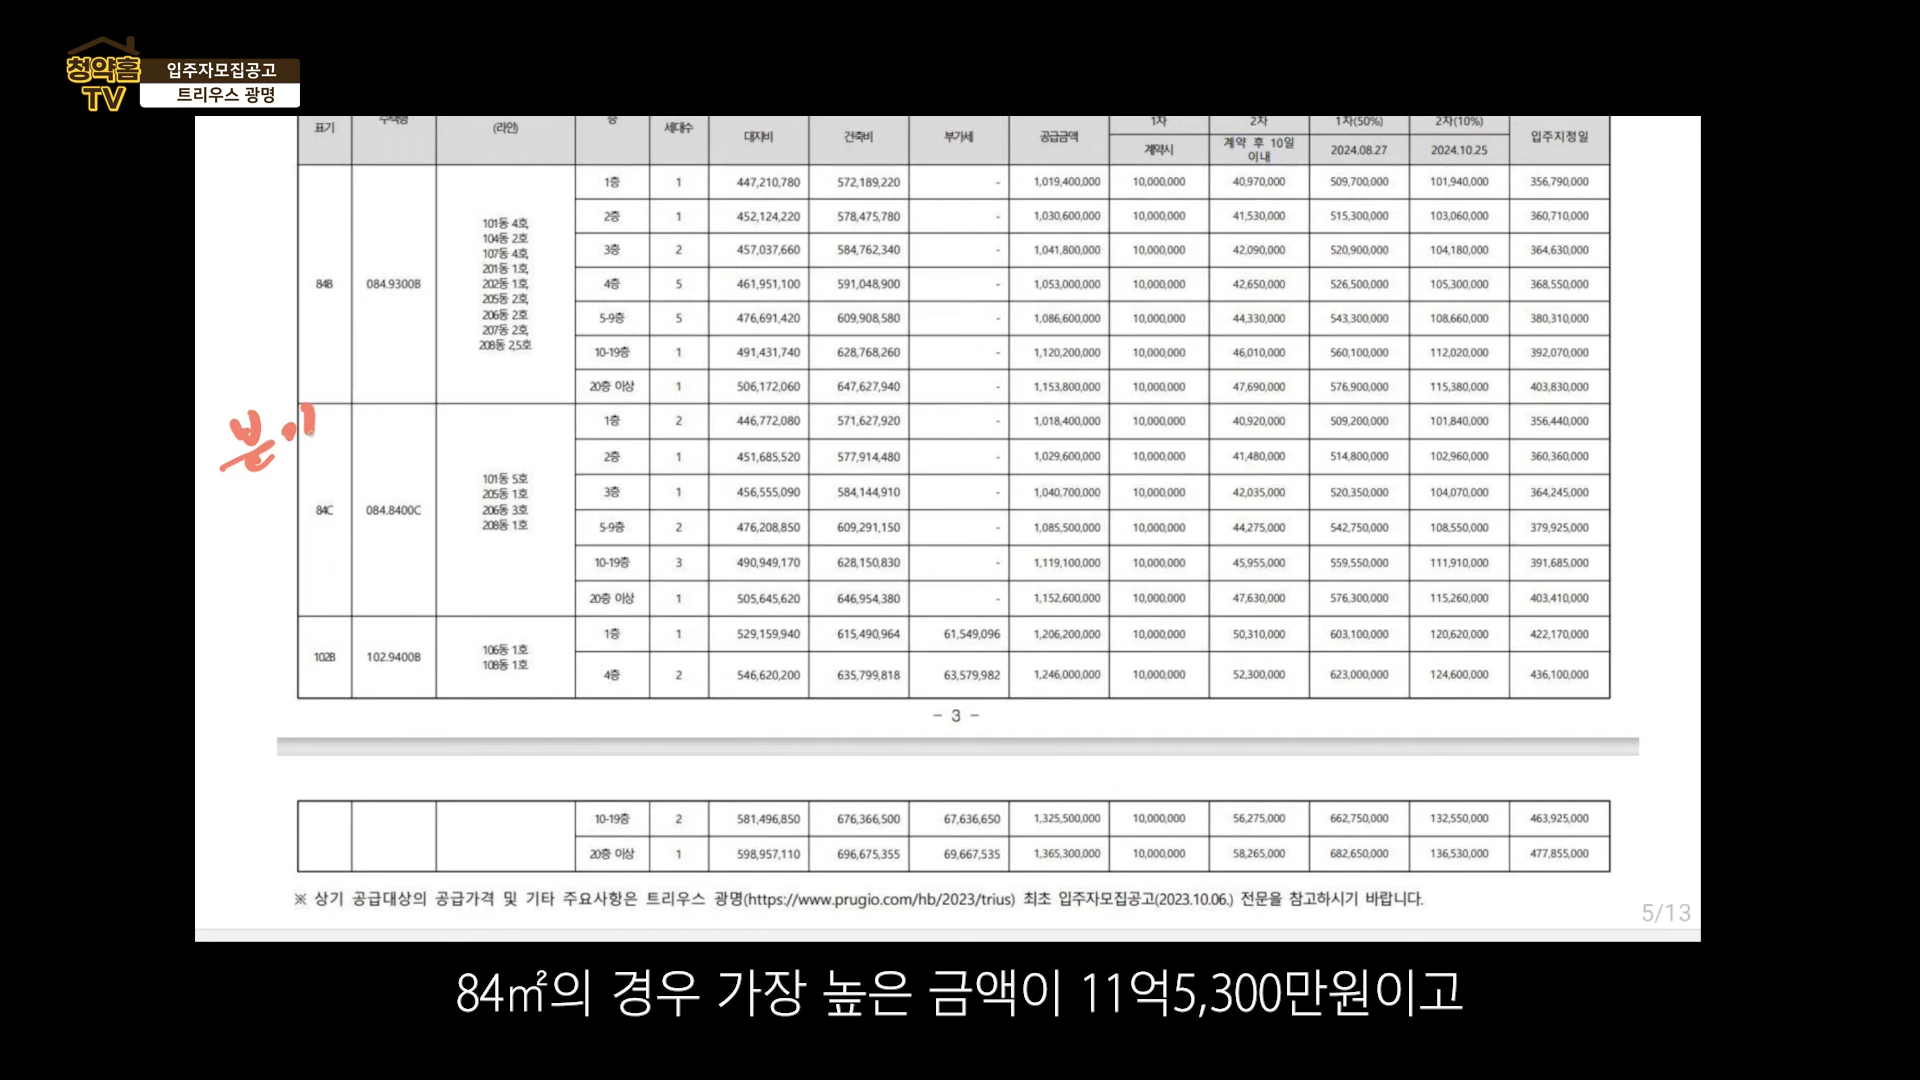 청약홈
TV
입주자모집공고
트리우스 광명
표기 주택형 (라인) 층 세대수 대지비 건축비 부가세 공급금액 1차 2차 1차(50%) 2차(10%) 입주지정일
계약시 계약 후 10일 이내 2024.08.27 2024.10.25
84B 084.9300B
101동 4호,
104동 2호
107동 4호,
201동 1호,
202동 1호,
205동 2호,
206동 2호
207동 2호,
208동 2,5호
1층 1 447,210,780 572,189,220 - 1,019,400,000 10,000,000 40,970,000 509,700,000 101,940,000 356,790,000
2층 1 452,124,220 578,475,780 - 1,030,600,000 10,000,000 41,530,000 515,300,000 103,060,000 360,710,000
3층 2 457,037,660 584,762,340 - 1,041,800,000 10,000,000 42,090,000 520,900,000 104,180,000 364,630,000
4층 5 461,951,100 591,048,900 - 1,053,000,000 10,000,000 42,650,000 526,500,000 105,300,000 368,550,000
5-9층 5 476,691,420 609,908,580 - 1,086,600,000 10,000,000 44,330,000 543,300,000 108,660,000 380,310,000
10-19층 1 491,431,740 628,768,260 - 1,120,200,000 10,000,000 46,010,000 560,100,000 112,020,000 392,070,000
20층 이상 1 506,172,060 647,627,940 - 1,153,800,000 10,000,000 47,690,000 576,900,000 115,380,000 403,830,000
84C 084.8400C
101동 5호
205동 1호
206동 3호
208동 1호
1층 2 446,772,080 571,627,920 - 1,018,400,000 10,000,000 40,920,000 509,200,000 101,840,000 356,440,000
2층 1 451,685,520 577,914,480 - 1,029,600,000 10,000,000 41,480,000 514,800,000 102,960,000 360,360,000
3층 1 456,555,090 584,144,910 - 1,040,700,000 10,000,000 42,035,000 520,350,000 104,070,000 364,245,000
5-9층 2 476,208,850 609,291,150 - 1,085,500,000 10,000,000 44,275,000 542,750,000 108,550,000 379,925,000
10-19층 3 490,949,170 628,150,830 - 1,119,100,000 10,000,000 45,955,000 559,550,000 111,910,000 391,685,000
20층 이상 1 505,645,620 646,954,380 - 1,152,600,000 10,000,000 47,630,000 576,300,000 115,260,000 403,410,000
102B 102.9400B
106동 1호
108동 1호
1층 1 529,159,940 615,490,964 61,549,096 1,206,200,000 10,000,000 50,310,000 603,100,000 120,620,000 422,170,000
4층 2 546,620,200 635,799,818 63,579,982 1,246,000,000 10,000,000 52,300,000 623,000,000 124,600,000 436,100,000
- 3 -
10-19층 2 581,496,850 676,366,500 67,636,650 1,325,500,000 10,000,000 56,275,000 662,750,000 132,550,000 463,925,000
20층 이상 1 598,957,110 696,675,355 69,667,535 1,365,300,000 10,000,000 58,265,000 682,650,000 136,530,000 477,855,000
※ 상기 공급대상의 공급가격 및 기타 주요사항은 트리우스 광명(https://www.prugio.com/hb/2023/trius) 최초 입주자모집공고(2023.10.06.) 전문을 참고하시기 바랍니다.
5/13
84㎡의 경우 가장 높은 금액이 11억5,300만원이고